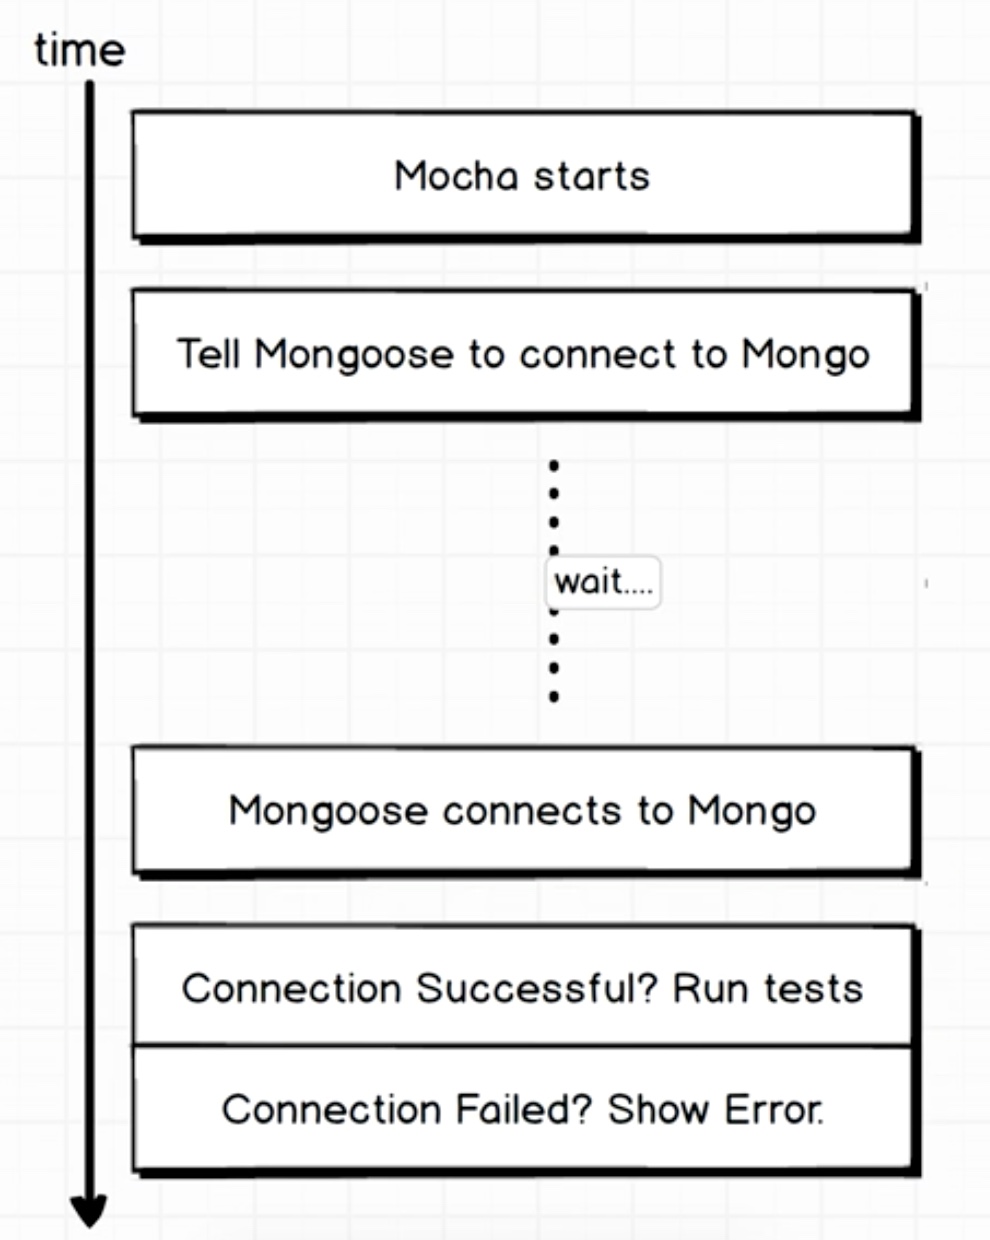 time
Mocha starts
Tell Mongoose to connect to Mongo
wait....
Mongoose connects to Mongo
Connection Successful? Run tests
Connection Failed? Show Error.